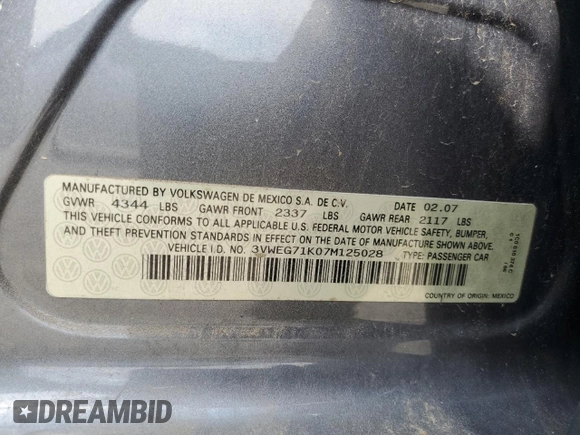 MANUFACTURED BY VOLKSWAGEN DE MEXICO S.A. DE C.V.
GVWR 4344 LBS GAWR FRONT 2337 LBS DATE 02.07
GAWR REAR 2117 LBS
THIS VEHICLE CONFORMS TO ALL APPLICABLE U.S. FEDERAL MOTOR VEHICLE SAFETY, BUMPER,
AND THEFT PREVENTION STANDARDS IN EFFECT ON THE DATE OF MANUFACTURE SHOWN ABOVE.
VEHICLE I.D. NO. 3VWEG71K07M125028 TYPE: PASSENGER CAR
COUNTRY OF ORIGIN: MEXICO
DREAMBID